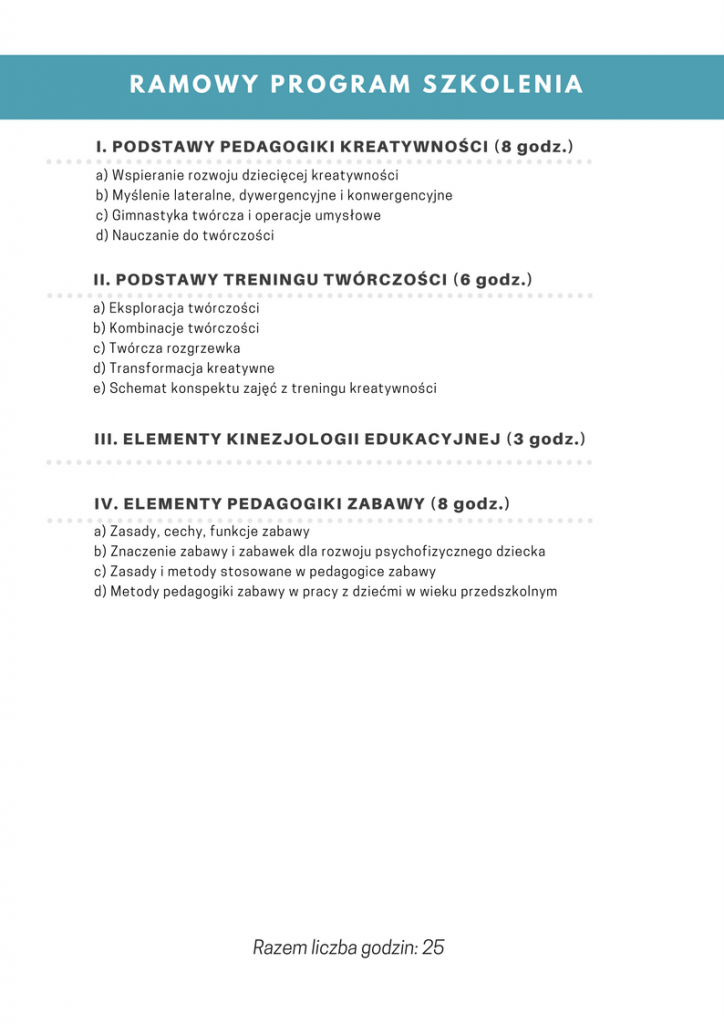 RAMOWY PROGRAM SZKOLENIA
I. PODSTAWY PEDAGOGIKI KREATYWNOŚCI (8 godz.)
a) Wspieranie rozwoju dziecięcej kreatywności
b) Myślenie lateralne, dywergencyjne i konwergencyjne
c) Gimnastyka twórcza i operacje umysłowe
d) Nauczanie do twórczości
II. PODSTAWY TRENINGU TWÓRCZOŚCI (6 godz.)
a) Eksploracja twórczości
b) Kombinacje twórczości
c) Twórcza rozgrzewka
d) Transformacja kreatywne
e) Schemat konspektu zajęć z treningu kreatywności
III. ELEMENTY KINEZJOLOGII EDUKACYJNEJ (3 godz.)
IV. ELEMENTY PEDAGOGIKI ZABAWY (8 godz.)
a) Zasady, cechy, funkcje zabawy
b) Znaczenie zabawy i zabawek dla rozwoju psychofizycznego dziecka
c) Zasady i metody stosowane w pedagogice zabawy
d) Metody pedagogiki zabawy w pracy z dziećmi w wieku przedszkolnym
Razem liczba godzin: 25